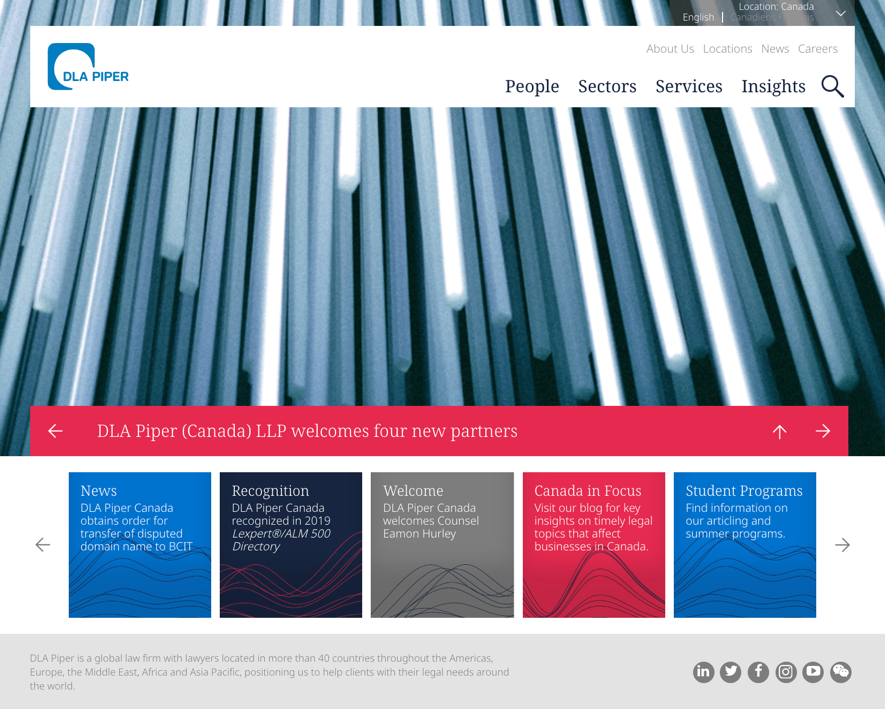 Location: Canada
English | Canadien Français
About Us Locations News Careers
DLA PIPER
People Sectors Services Insights
DLA Piper (Canada) LLP welcomes four new partners
News
DLA Piper Canada
obtains order for
transfer of disputed
domain name to BCIT
Recognition
DLA Piper Canada
recognized in 2019
Lexpert®/ALM 500
Directory
Welcome
DLA Piper Canada
welcomes Counsel
Eamon Hurley
Canada in Focus
Visit our blog for key
insights on timely legal
topics that affect
businesses in Canada.
Student Programs
Find information on
our articling and
summer programs.
DLA Piper is a global law firm with lawyers located in more than 40 countries throughout the Americas,
Europe, the Middle East, Africa and Asia Pacific, positioning us to help clients with their legal needs around
the world.